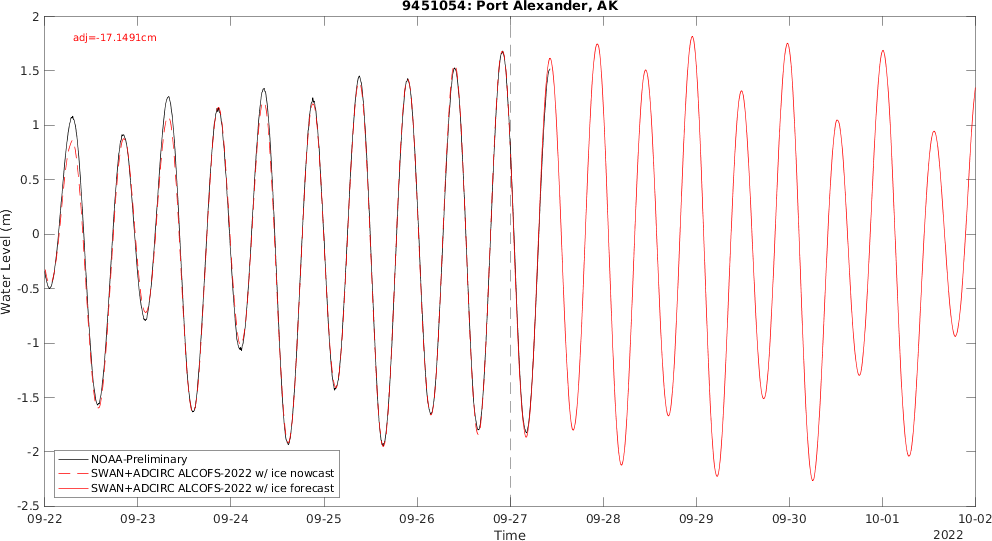 9451054: Port Alexander, AK
adj=-17.1491cm
2
1.5
1
0.5
0
-0.5
-1
-1.5
-2
-2.5
Water Level (m)
NOAA-Preliminary
SWAN+ADCIRC ALCOFS-2022 w/ ice nowcast
SWAN+ADCIRC ALCOFS-2022 w/ ice forecast
09-22 09-23 09-24 09-25 09-26 09-27 09-28 09-29 09-30 10-01 10-02
Time
2022